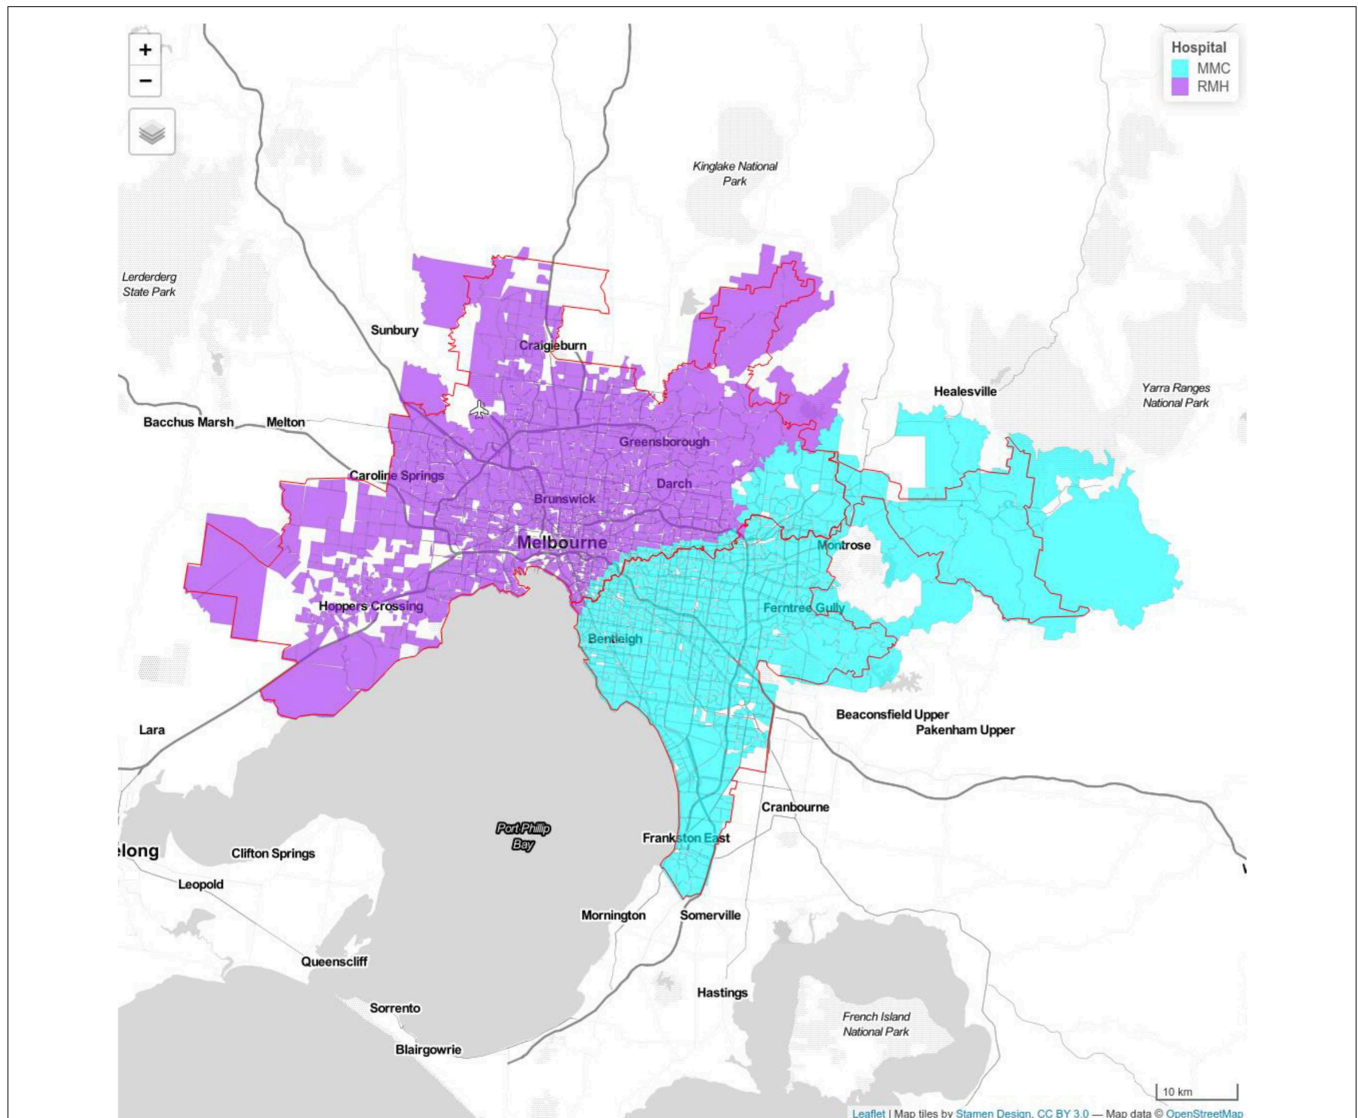 +
−
Hospital
MMC
RMH
Kinglake National
Park
Lerderderg
State Park
Sunbury
Craigieburn
Healesville
Yarra Ranges
National Park
Bacchus Marsh
Melton
Greensborough
Caroline Springs
Darch
Brunswick
Melbourne
Montrose
Hoppers Crossing
Ferntree Gully
Bentleigh
Beaconsfield Upper
Pakenham Upper
Lara
Cranbourne
Port Phillip
Bay
Frankston East
elong
Clifton Springs
Leopold
Mornington
Somerville
Queenscliff
Hastings
Sorrento
French Island
National Park
Blairgowrie
10 km
Leaflet | Map tiles by Stamen Design, CC BY 3.0 — Map data © OpenStreetMap